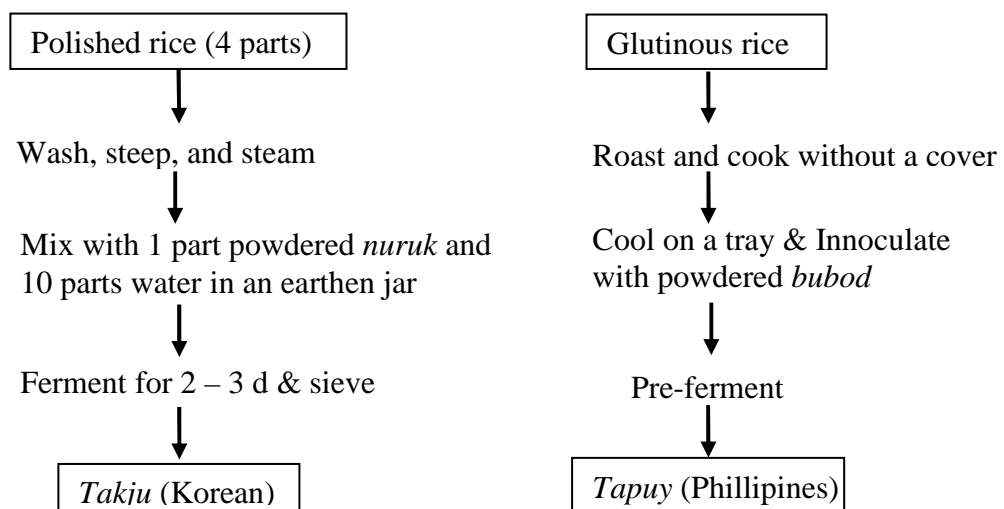 Polished rice (4 parts)
Wash, steep, and steam
Mix with 1 part powdered nuruk and
10 parts water in an earthen jar
Ferment for 2 – 3 d & sieve
Takju (Korean)
Glutinous rice
Roast and cook without a cover
Cool on a tray & Innoculate
with powdered bubod
Pre-ferment
Tapuy (Phillipines)